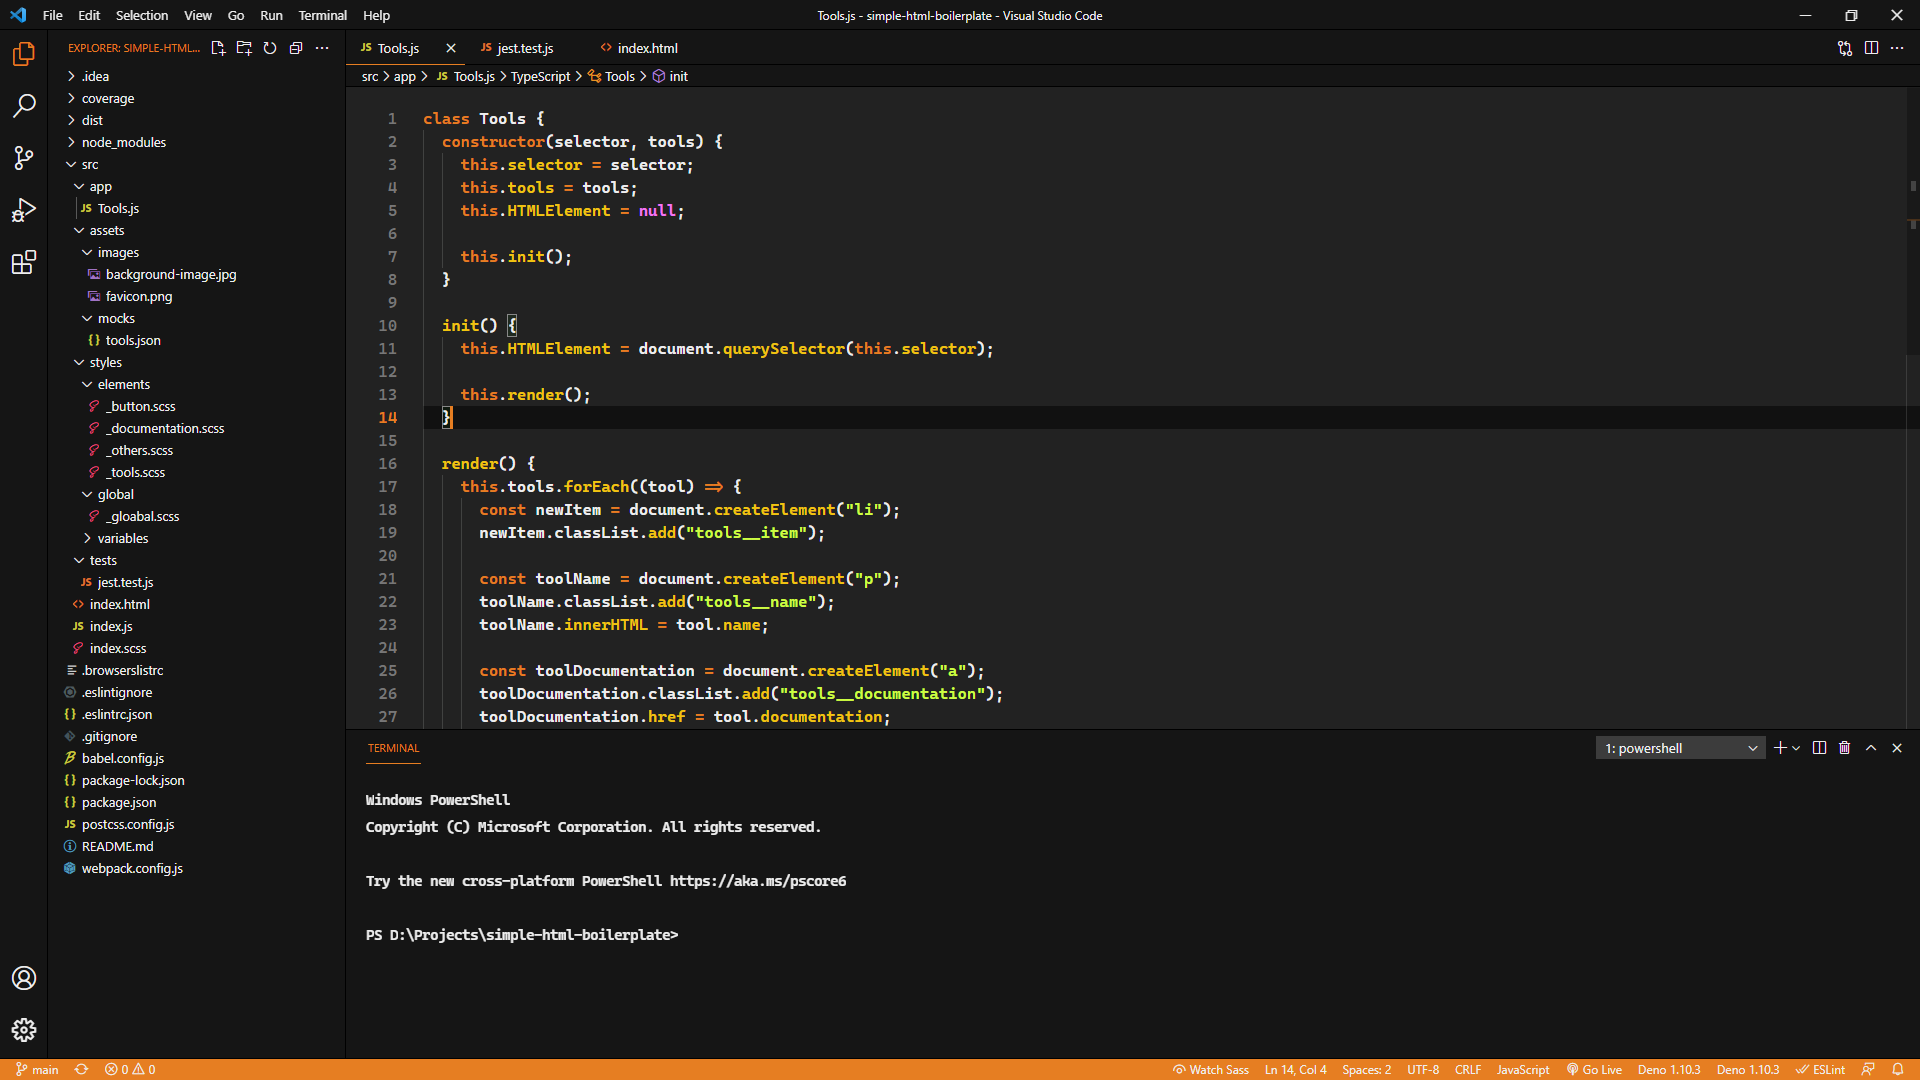 File Edit Selection View Go Run Terminal Help
Tools.js - simple-html-boilerplate - Visual Studio Code
EXPLORER: SIMPLE-HTML...
.idea
coverage
dist
node_modules
src
app
JS Tools.js
assets
images
background-image.jpg
favicon.png
mocks
{} tools.json
styles
elements
_button.scss
_documentation.scss
_others.scss
_tools.scss
global
_gloabal.scss
variables
tests
JS jest.test.js
<> index.html
JS index.js
index.scss
.browserslistrc
.eslintignore
{} .eslintrc.json
.gitignore
babel.config.js
{} package-lock.json
{} package.json
JS postcss.config.js
README.md
webpack.config.js
JS Tools.js JS jest.test.js <> index.html
src > app > JS Tools.js > TypeScript > Tools > init
1 class Tools {
2 constructor(selector, tools) {
3 this.selector = selector;
4 this.tools = tools;
5 this.HTMLElement = null;
6
7 this.init();
8 }
9
10 init() {
11 this.HTMLElement = document.querySelector(this.selector);
12
13 this.render();
14 }
15
16 render() {
17 this.tools.forEach((tool) => {
18 const newItem = document.createElement("li");
19 newItem.classList.add("tools__item");
20
21 const toolName = document.createElement("p");
22 toolName.classList.add("tools__name");
23 toolName.innerHTML = tool.name;
24
25 const toolDocumentation = document.createElement("a");
26 toolDocumentation.classList.add("tools__documentation");
27 toolDocumentation.href = tool.documentation;
TERMINAL
1: powershell
Windows PowerShell
Copyright (C) Microsoft Corporation. All rights reserved.
Try the new cross-platform PowerShell https://aka.ms/pscore6
PS D:\Projects\simple-html-boilerplate>
main 0 0
Watch Sass Ln 14, Col 4 Spaces: 2 UTF-8 CRLF JavaScript Go Live Deno 1.10.3 Deno 1.10.3 ESLint